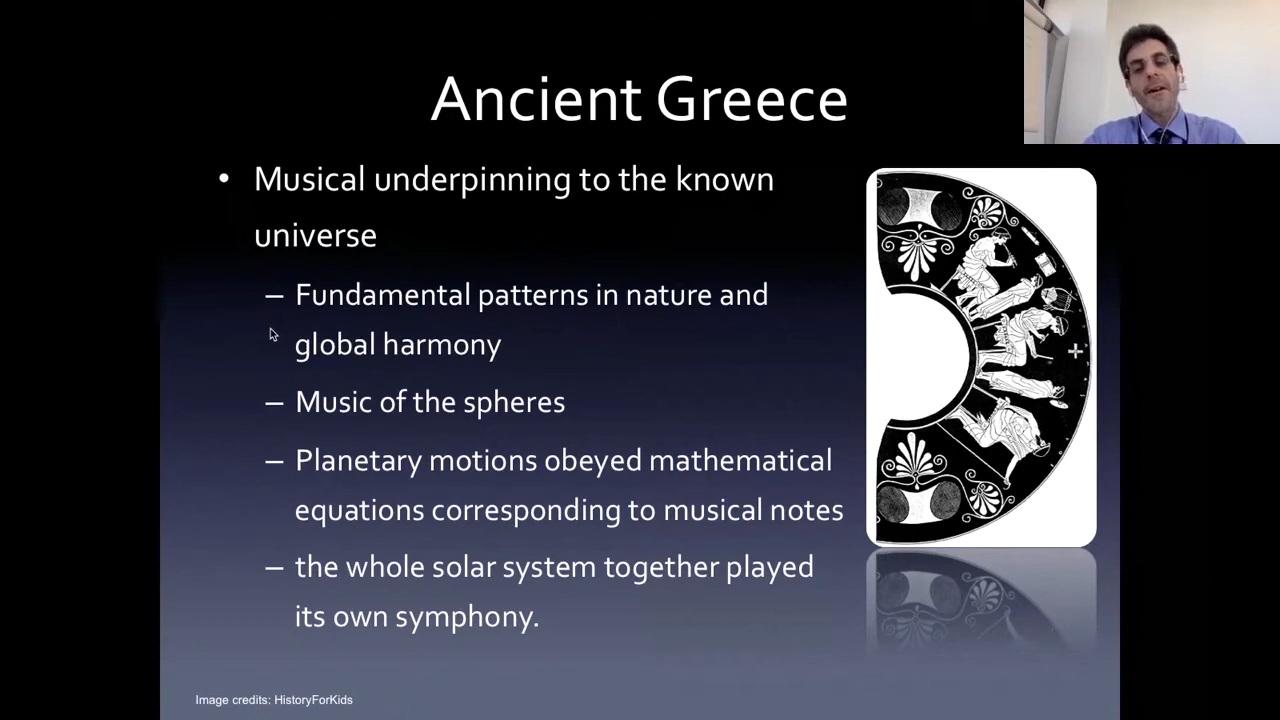 Ancient Greece
• Musical underpinning to the known
universe
– Fundamental patterns in nature and
global harmony
– Music of the spheres
– Planetary motions obeyed mathematical
equations corresponding to musical notes
– the whole solar system together played
its own symphony.
Image credits: HistoryForKids